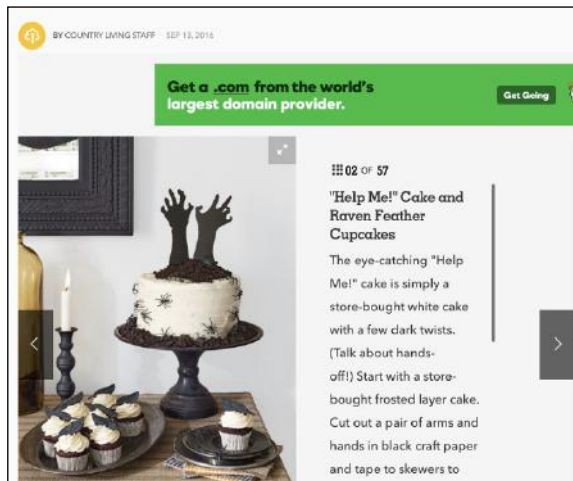 BY COUNTRY LIVING STAFF SEP 13, 2016
Get a .com from the world's
largest domain provider.
Get Going
02 OF 57
"Help Me!" Cake and
Raven Feather
Cupcakes
The eye-catching "Help
Me!" cake is simply a
store-bought white cake
with a few dark twists.
(Talk about hands-
off!) Start with a store-
bought frosted layer cake.
Cut out a pair of arms and
hands in black craft paper
and tape to skewers to